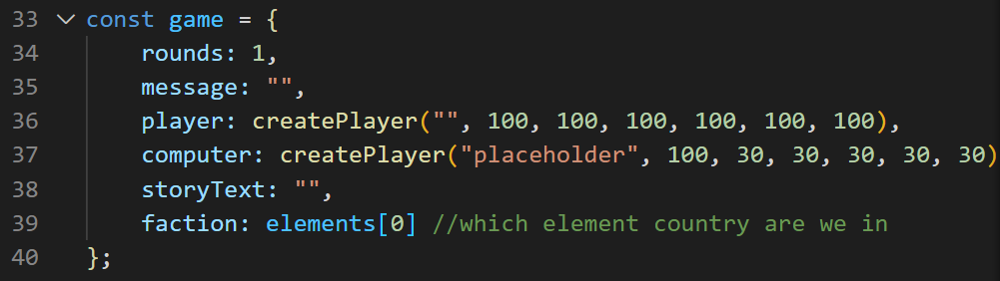 33 const game = {
34 rounds: 1,
35 message: "",
36 player: createPlayer("", 100, 100, 100, 100, 100, 100),
37 computer: createPlayer("placeholder", 100, 30, 30, 30, 30, 30)
38 storyText: "",
39 faction: elements[0] //which element country are we in
40 };